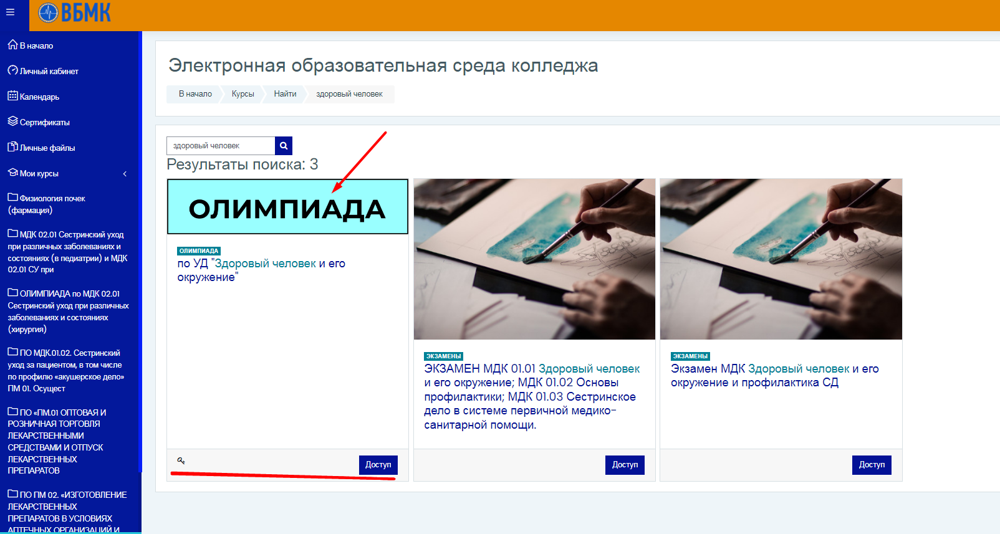 ВБМК
В начало
Личный кабинет
Календарь
Сертификаты
Личные файлы
Мои курсы
Физиология почек
(фармация)
МДК 02.01 Сестринский уход
при различных заболеваниях и
состояниях (в педиатрии) и МДК
02.01 СУ при
ОЛИМПИАДА по МДК 02.01
Сестринский уход при различных
заболеваниях и состояниях
(хирургия)
ПО МДК.01.02. Сестринский
уход за пациентом, в том числе
по профилю «акушерское дело»
ПМ 01. Осущест
ПО «ПМ.01 ОПТОВАЯ И
РОЗНИЧНАЯ ТОРГОВЛЯ
ЛЕКАРСТВЕННЫМИ
СРЕДСТВАМИ И ОТПУСК
ЛЕКАРСТВЕННЫХ
ПРЕПАРАТОВ
ПО ПМ 02. «ИЗГОТОВЛЕНИЕ
ЛЕКАРСТВЕННЫХ
ПРЕПАРАТОВ В УСЛОВИЯХ
АПТЕЧНЫХ ОРГАНИЗАЦИЙ И
Электронная образовательная среда колледжа
В начало Курсы Найти здоровый человек
здоровый человек
Результаты поиска: 3
ОЛИМПИАДА
ОЛИМПИАДА
по УД "Здоровый человек и его
окружение"
Доступ
ЭКЗАМЕНЫ
ЭКЗАМЕН МДК 01.01 Здоровый человек
и его окружение; МДК 01.02 Основы
профилактики; МДК 01.03 Сестринское
дело в системе первичной медико-
санитарной помощи.
Доступ
ЭКЗАМЕНЫ
Экзамен МДК Здоровый человек и его
окружение и профилактика СД
Доступ